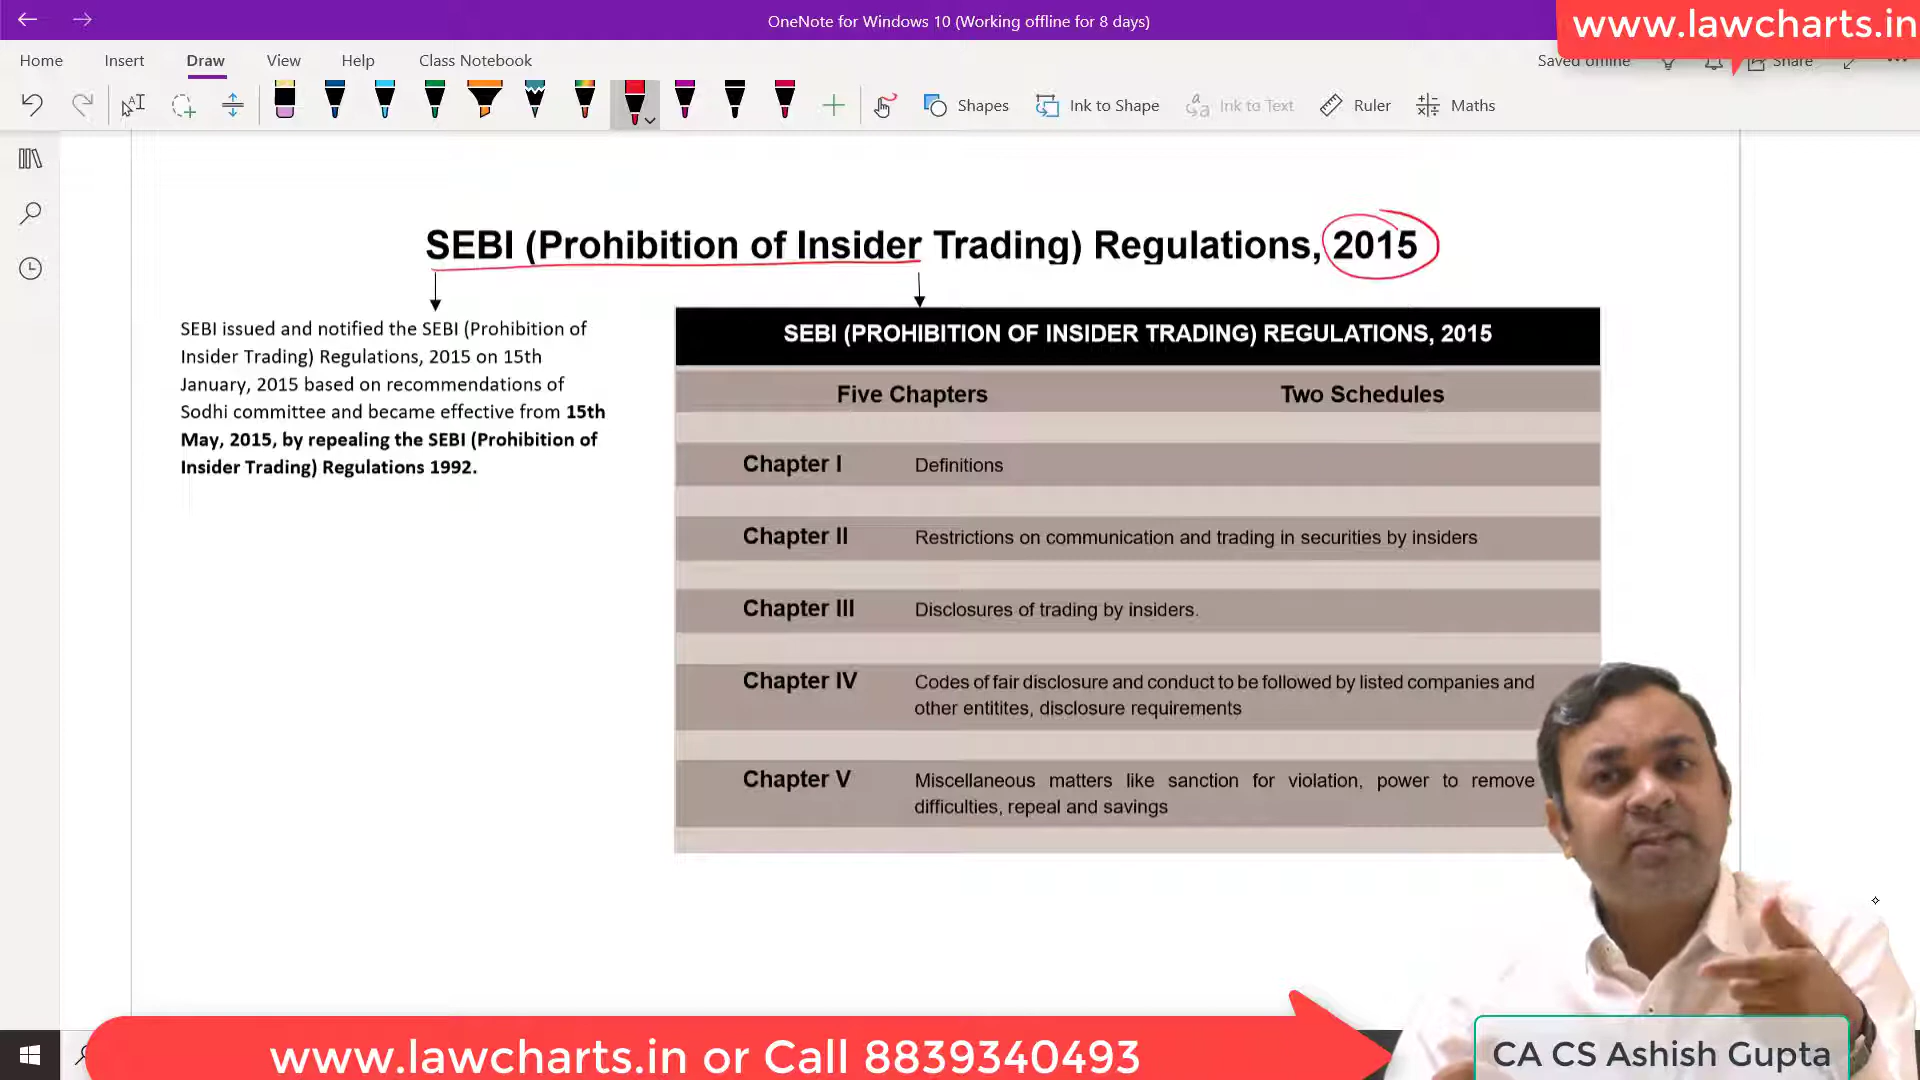 OneNote for Windows 10 (Working offline for 8 days)
www.lawcharts.in
Home Insert Draw View Help Class Notebook
Saved offline Share
Shapes Ink to Shape Ink to Text Ruler Maths
SEBI (Prohibition of Insider Trading) Regulations, 2015
SEBI issued and notified the SEBI (Prohibition of
Insider Trading) Regulations, 2015 on 15th
January, 2015 based on recommendations of
Sodhi committee and became effective from 15th
May, 2015, by repealing the SEBI (Prohibition of
Insider Trading) Regulations 1992.
SEBI (PROHIBITION OF INSIDER TRADING) REGULATIONS, 2015
Five Chapters Two Schedules
Chapter I Definitions
Chapter II Restrictions on communication and trading in securities by insiders
Chapter III Disclosures of trading by insiders.
Chapter IV Codes of fair disclosure and conduct to be followed by listed companies and
other entitites, disclosure requirements
Chapter V Miscellaneous matters like sanction for violation, power to remove
difficulties, repeal and savings
www.lawcharts.in or Call 8839340493
CA CS Ashish Gupta